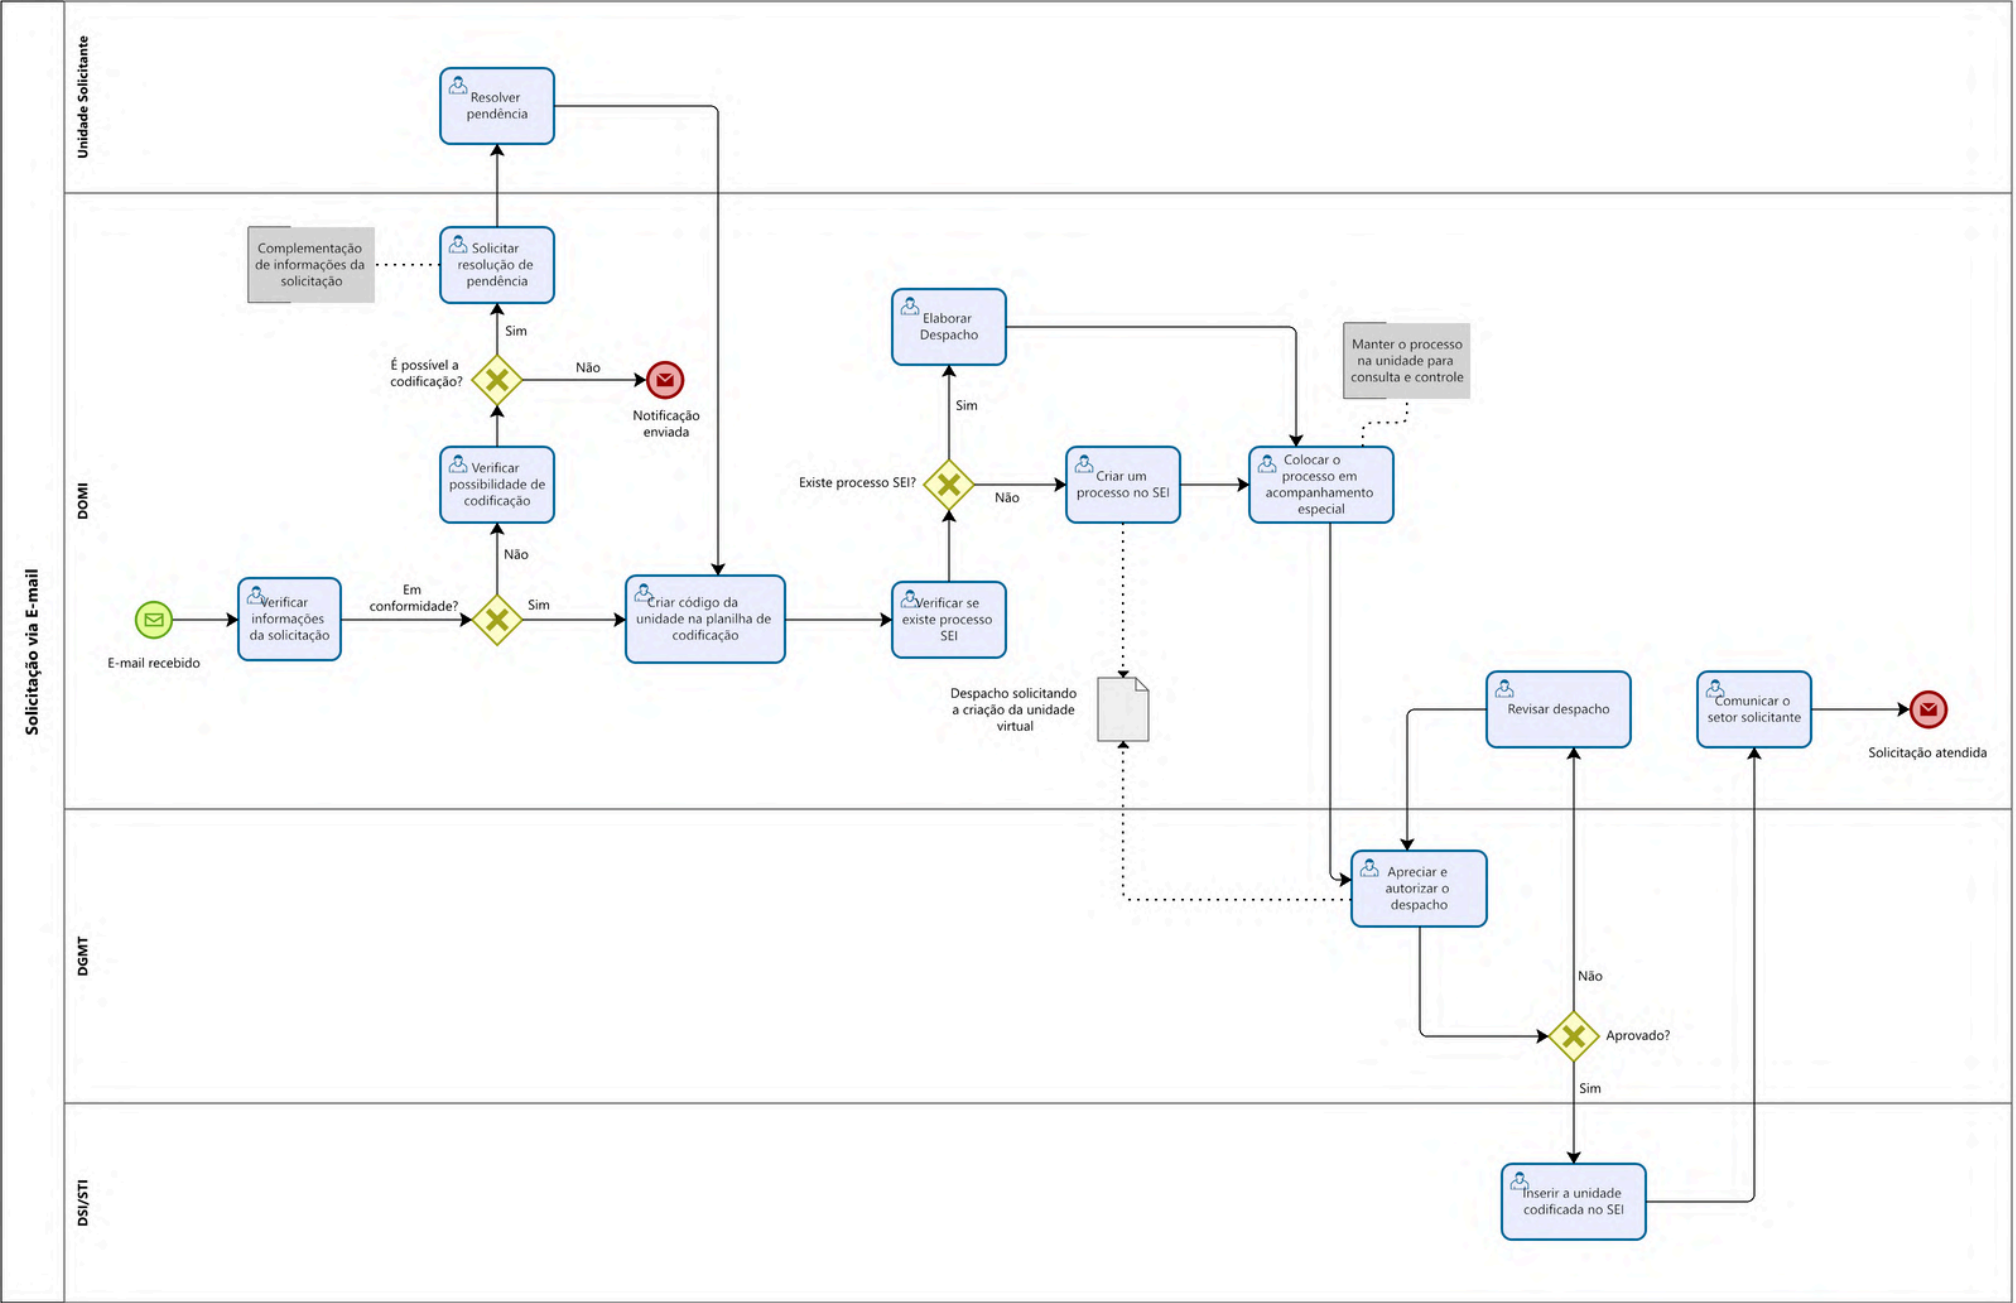 Solicitação via E-mail
Unidade Solicitante
Resolver
pendência
DOMI
Complementação
de informações da
solicitação
Solicitar
resolução de
pendência
Sim
É possível a
codificação?
Não
Notificação
enviada
Verificar
possibilidade de
codificação
Não
E-mail recebido
Verificar
informações
da solicitação
Em
conformidade?
Sim
Criar código da
unidade na planilha de
codificação
Verificar se
existe processo
SEI
Existe processo SEI?
Sim
Elaborar
Despacho
Não
Criar um
processo no SEI
Colocar o
processo em
acompanhamento
especial
Manter o processo
na unidade para
consulta e controle
Despacho solicitando
a criação da unidade
virtual
Revisar despacho
Comunicar o
setor solicitante
Solicitação atendida
DGMT
Apreciar e
autorizar o
despacho
Não
Aprovado?
Sim
DSI/STI
Inserir a unidade
codificada no SEI